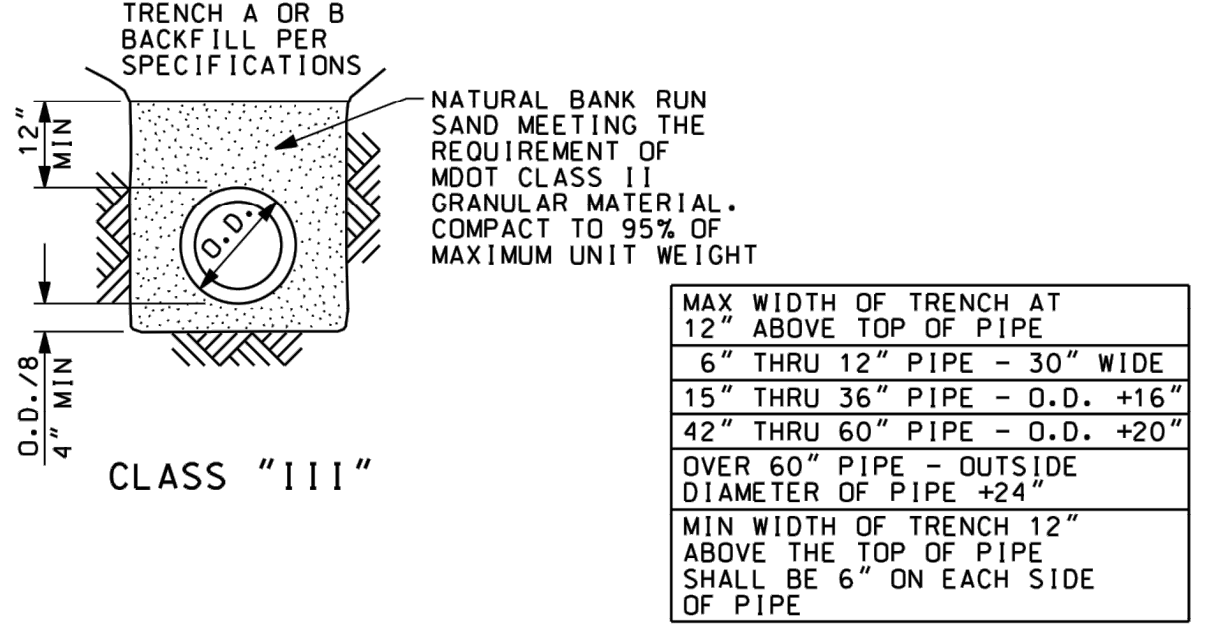 TRENCH A OR B
BACKFILL PER
SPECIFICATIONS
12"
MIN
O.D.
O.D./8
4" MIN
NATURAL BANK RUN
SAND MEETING THE
REQUIREMENT OF
MDOT CLASS II
GRANULAR MATERIAL.
COMPACT TO 95% OF
MAXIMUM UNIT WEIGHT
CLASS "III"
MAX WIDTH OF TRENCH AT
12" ABOVE TOP OF PIPE
6" THRU 12" PIPE - 30" WIDE
15" THRU 36" PIPE - O.D. +16"
42" THRU 60" PIPE - O.D. +20"
OVER 60" PIPE - OUTSIDE
DIAMETER OF PIPE +24"
MIN WIDTH OF TRENCH 12"
ABOVE THE TOP OF PIPE
SHALL BE 6" ON EACH SIDE
OF PIPE